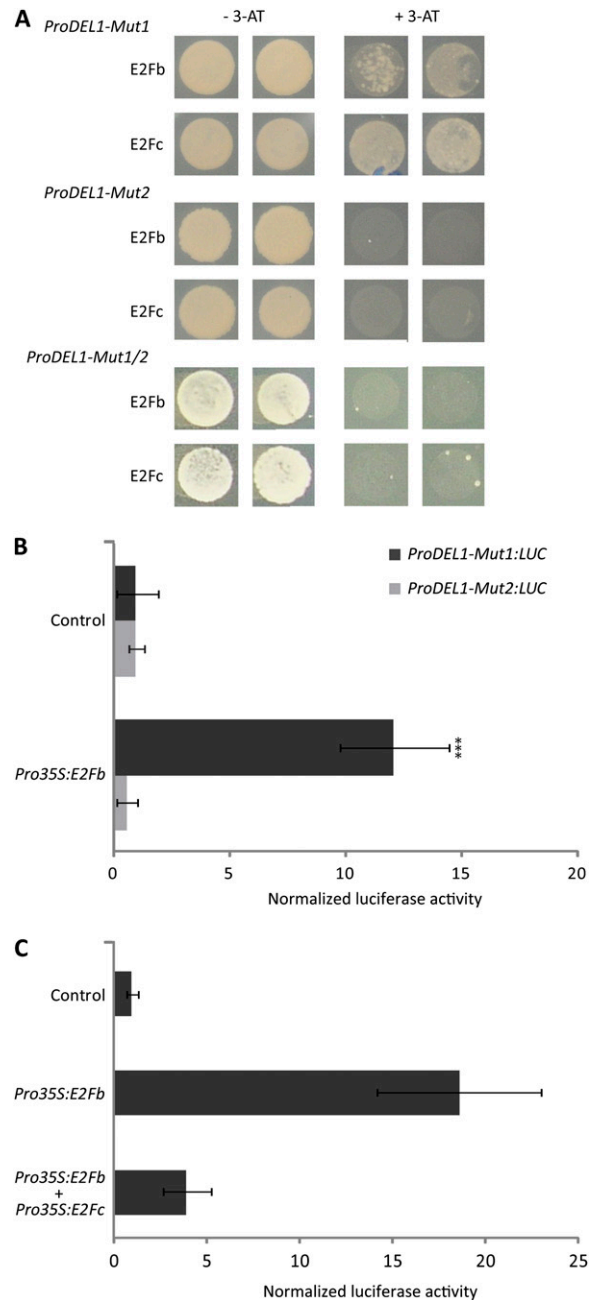 A
- 3-AT + 3-AT
ProDEL1-Mut1
E2Fb
E2Fc
ProDEL1-Mut2
E2Fb
E2Fc
ProDEL1-Mut1/2
E2Fb
E2Fc
B
ProDEL1-Mut1:LUC
ProDEL1-Mut2:LUC
Control
Pro35S:E2Fb
***
0 5 10 15 20
Normalized luciferase activity
C
Control
Pro35S:E2Fb
Pro35S:E2Fb
+
Pro35S:E2Fc
0 5 10 15 20 25
Normalized luciferase activity